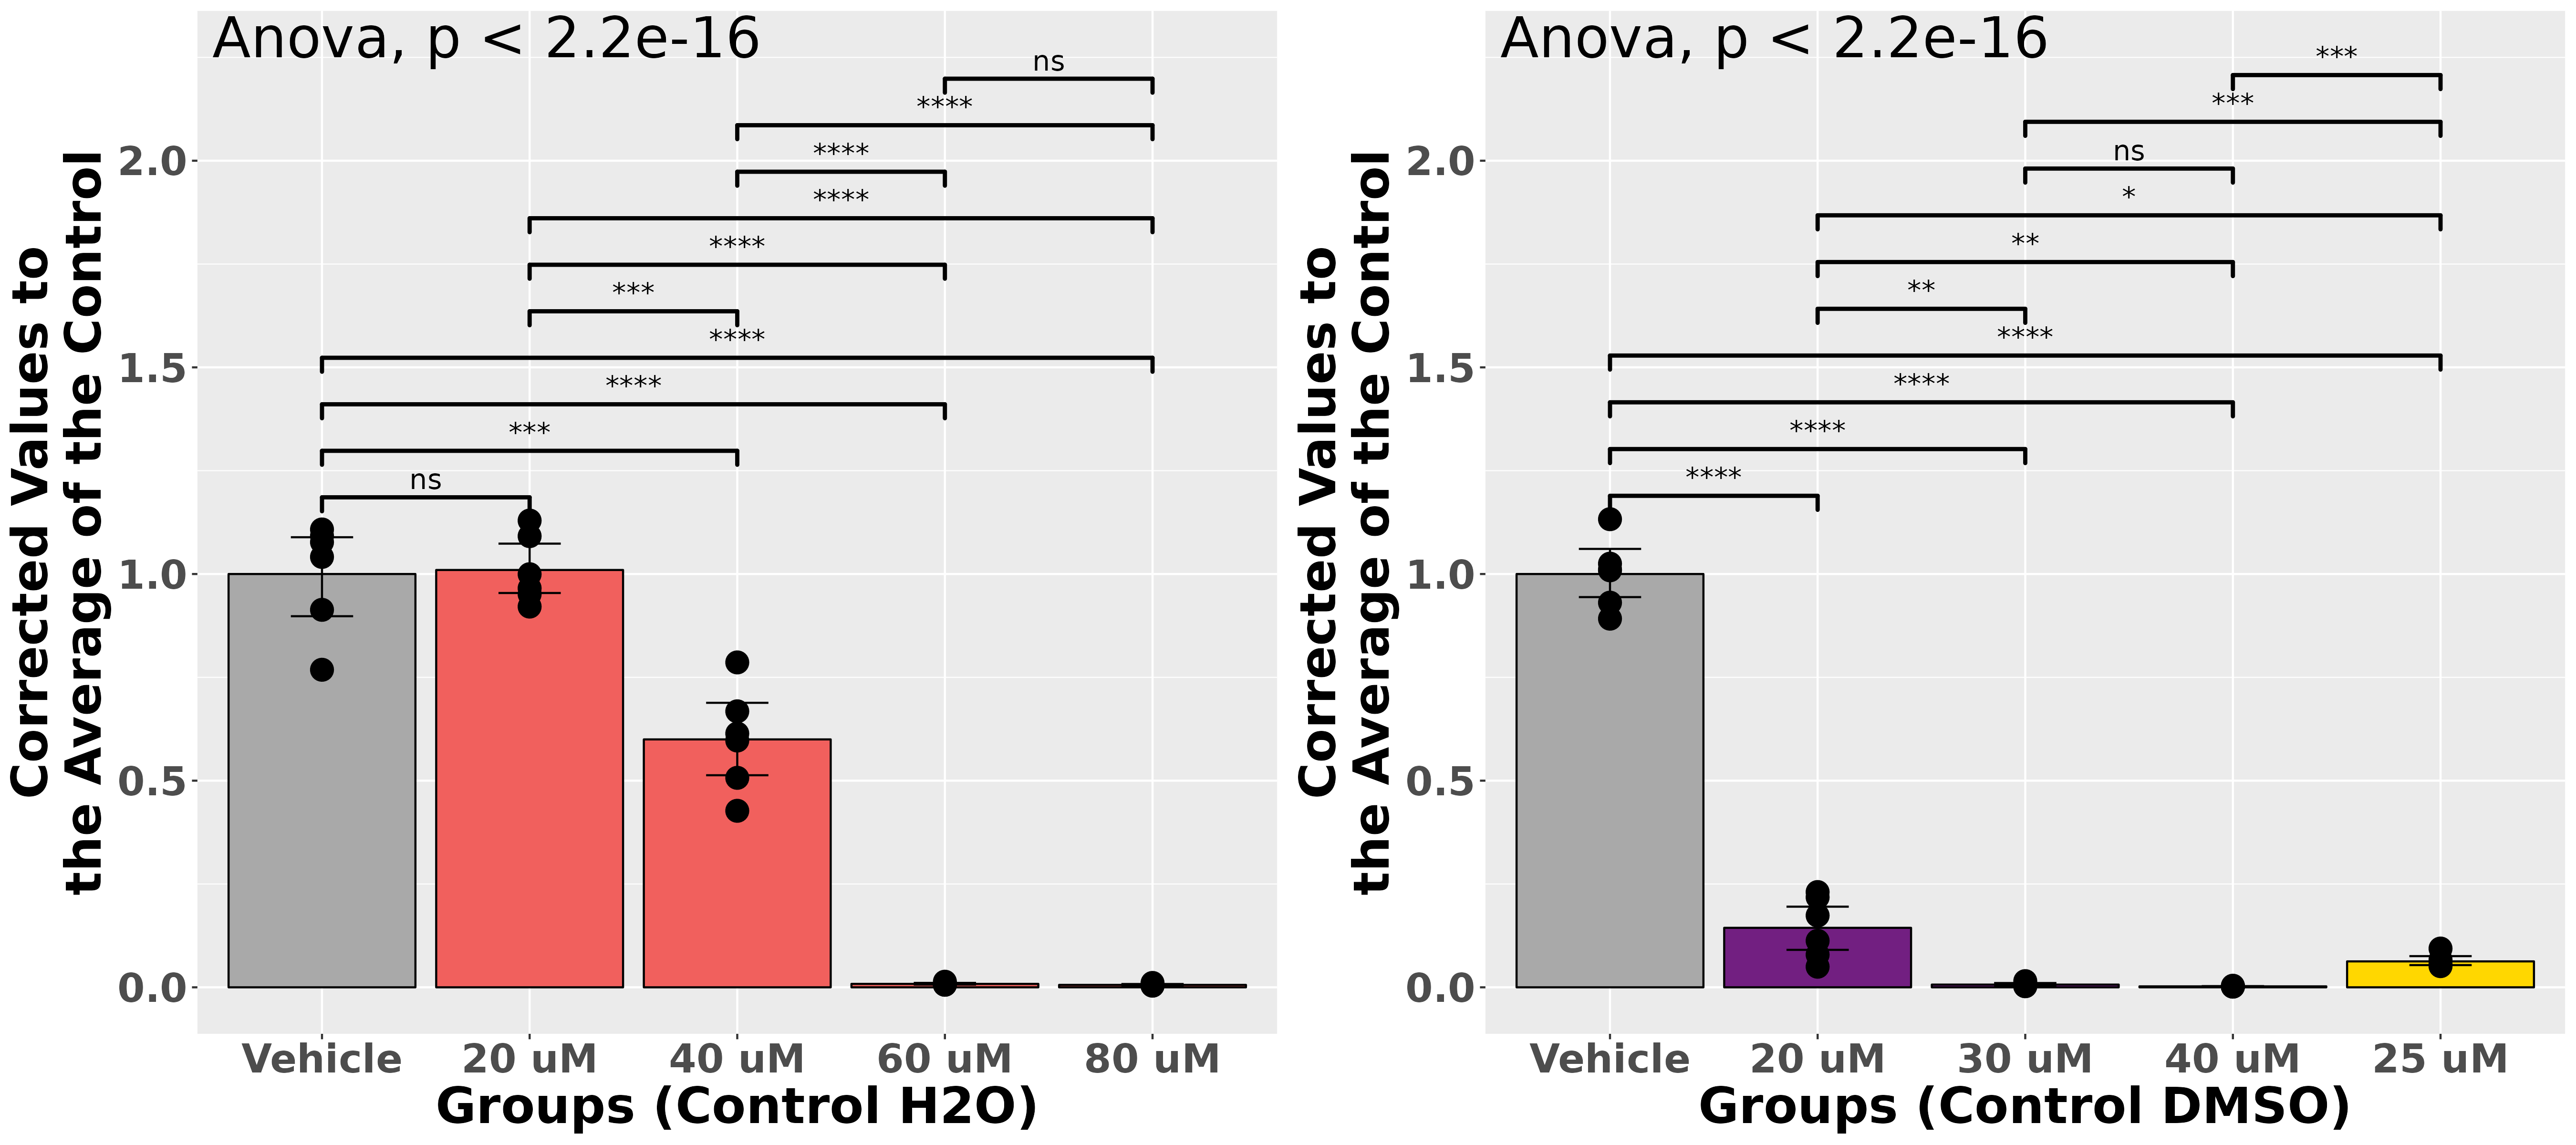 Anova, p < 2.2e-16
ns
****
****
****
****
***
****
****
***
ns
Corrected Values to
the Average of the Control
2.0
1.5
1.0
0.5
0.0
Vehicle 20 uM 40 uM 60 uM 80 uM
Groups (Control H2O)
Anova, p < 2.2e-16
***
***
ns
*
**
**
****
****
****
****
Corrected Values to
the Average of the Control
2.0
1.5
1.0
0.5
0.0
Vehicle 20 uM 30 uM 40 uM 25 uM
Groups (Control DMSO)